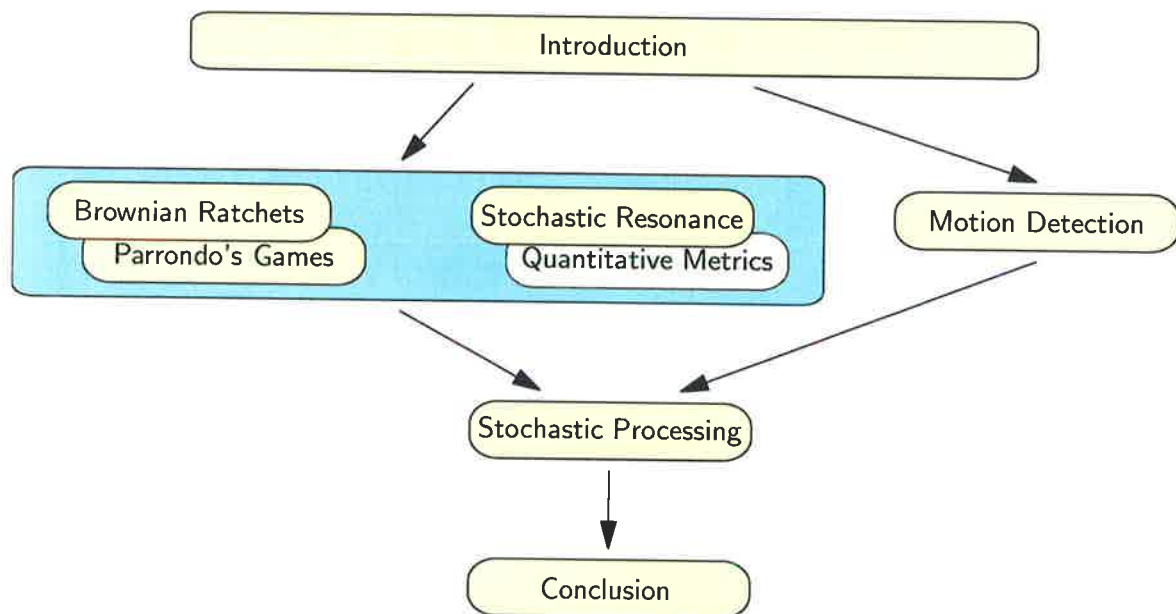 Introduction
Brownian Ratchets
Parrondo's Games
Stochastic Resonance
Quantitative Metrics
Motion Detection
Stochastic Processing
Conclusion